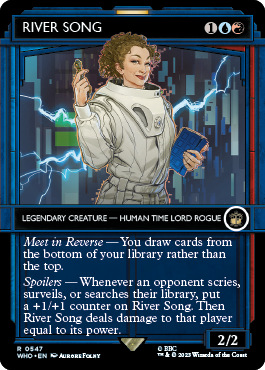 RIVER SONG 1
LEGENDARY CREATURE — HUMAN TIME LORD ROGUE
Meet in Reverse — You draw cards from
the bottom of your library rather than
the top.
Spoilers — Whenever an opponent scries,
surveils, or searches their library, put
a +1/+1 counter on River Song. Then
River Song deals damage to that player
equal to its power.
2/2
R 0547
WHO • EN AURORE FOLNY
© BBC
™ & © 2023 Wizards of the Coast